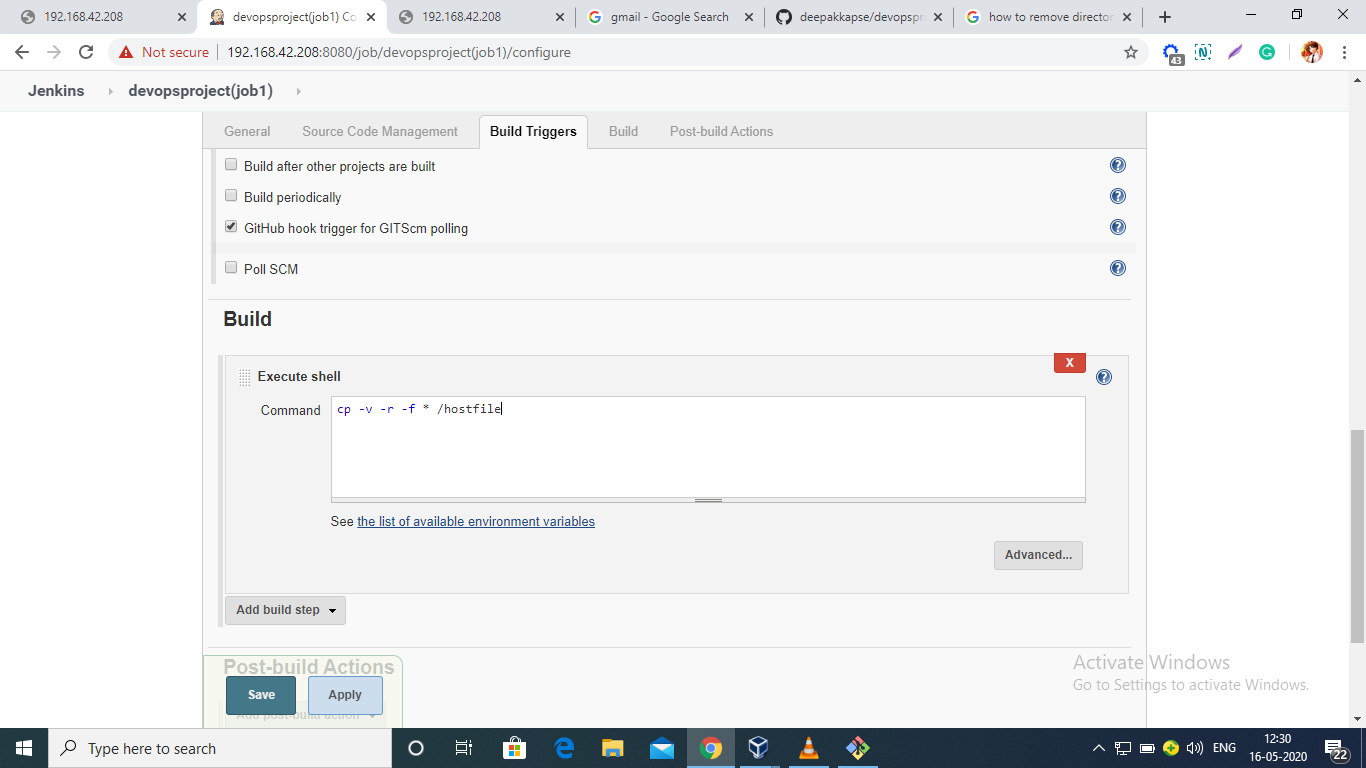 192.168.42.208
devopsproject(job1) Co
192.168.42.208
gmail - Google Search
deepakkapse/devopspr
how to remove director
Not secure
192.168.42.208:8080/job/devopsproject(job1)/configure
43
Jenkins
devopsproject(job1)
General
Source Code Management
Build Triggers
Build
Post-build Actions
Build after other projects are built
Build periodically
GitHub hook trigger for GITScm polling
Poll SCM
Build
X
Execute shell
Command
cp -v -r -f * /hostfile
See the list of available environment variables
Advanced...
Add build step
Post-build Actions
Save
Apply
Add post-build action
Activate Windows
Go to Settings to activate Windows.
Type here to search
ENG
12:30
16-05-2020
22